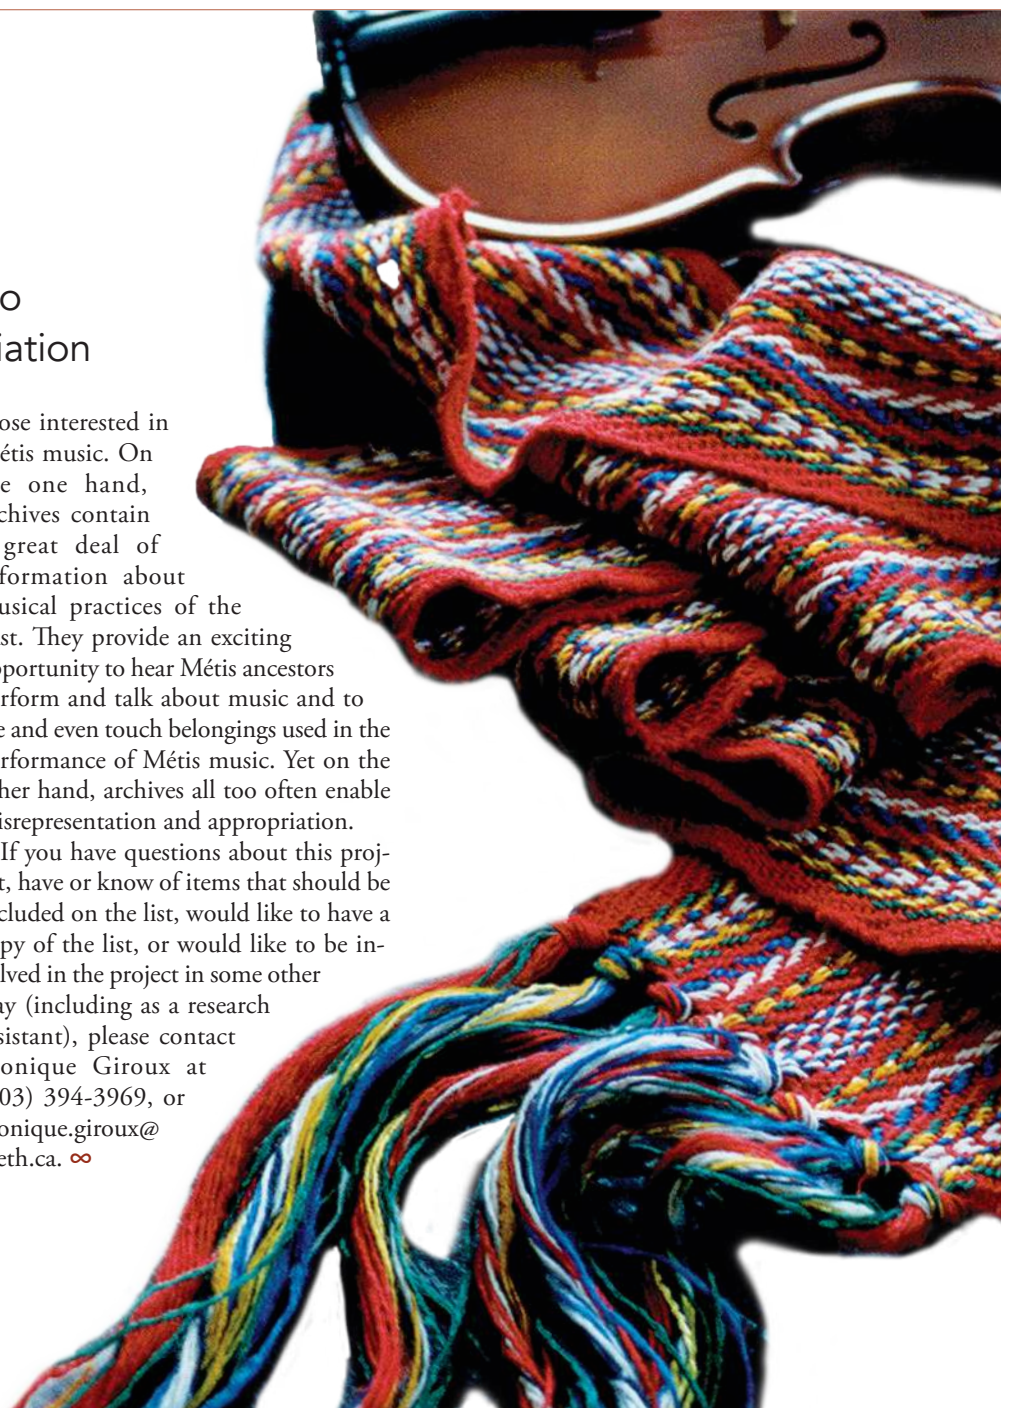 o
iation
ose interested in
étis music. On
e one hand,
chives contain
great deal of
formation about
usical practices of the
st. They provide an exciting
pportunity to hear Métis ancestors
rform and talk about music and to
e and even touch belongings used in the
rformance of Métis music. Yet on the
her hand, archives all too often enable
isrepresentation and appropriation.
If you have questions about this proj-
t, have or know of items that should be
cluded on the list, would like to have a
py of the list, or would like to be in-
lved in the project in some other
ay (including as a research
sistant), please contact
onique Giroux at
03) 394-3969, or
onique.giroux@
eth.ca. ∞